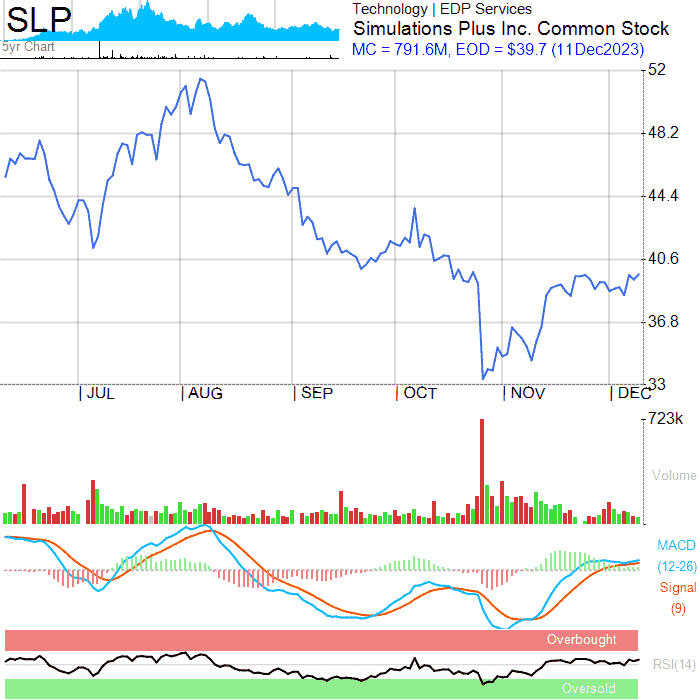 SLP
5yr Chart
Technology | EDP Services
Simulations Plus Inc. Common Stock
MC = 791.6M, EOD = $39.7 (11Dec2023)
52
48.2
44.4
40.6
36.8
33
JUL AUG SEP OCT NOV DEC
723k
Volume
MACD
(12-26)
Signal
(9)
Overbought
RSI(14)
Oversold